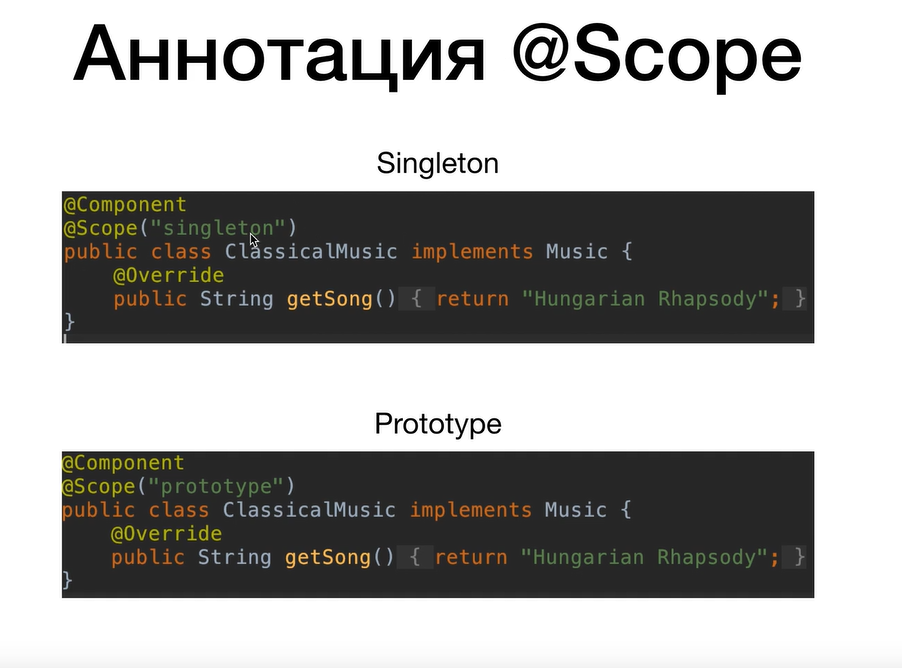 Аннотация @Scope
Singleton
@Component
@Scope("singleton")
public class ClassicalMusic implements Music {
@Override
public String getSong() { return "Hungarian Rhapsody"; }
}
Prototype
@Component
@Scope("prototype")
public class ClassicalMusic implements Music {
@Override
public String getSong() { return "Hungarian Rhapsody"; }
}